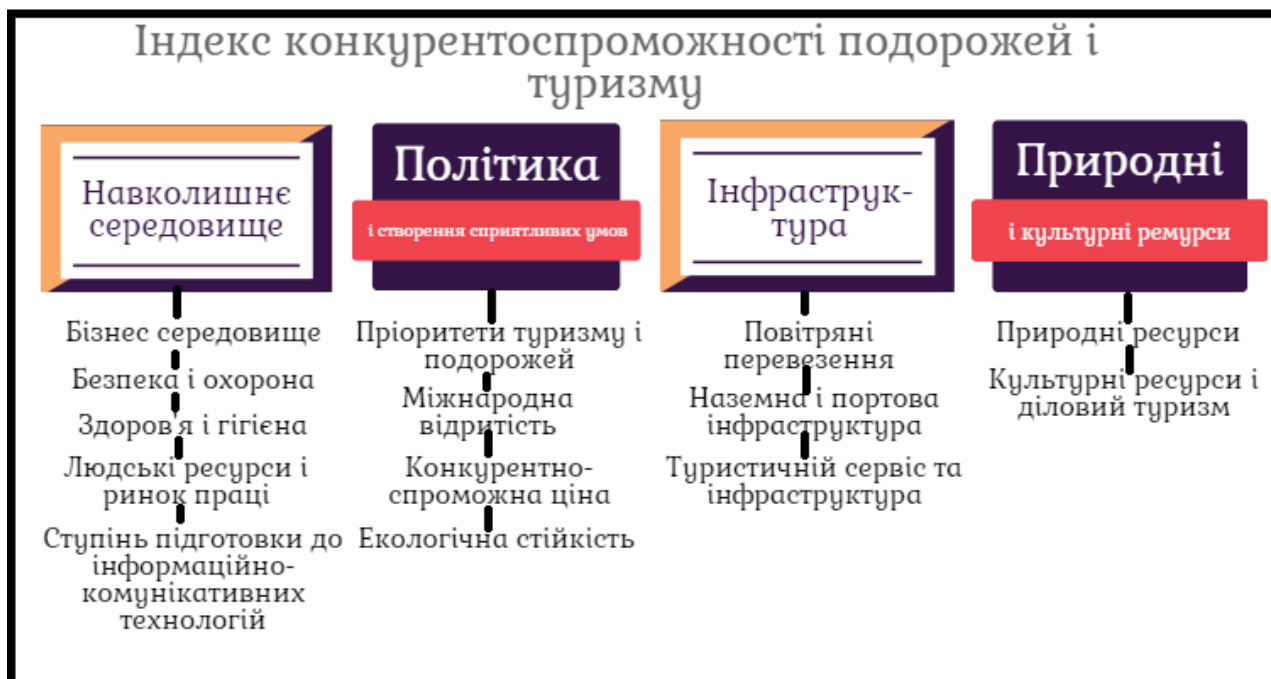 Індекс конкурентоспроможності подорожей і
туризму
Навколишнє
середовище
Бізнес середовище
Безпека і охорона
Здоров'я і гігієна
Людські ресурси і
ринок праці
Ступінь підготовки до
інформаційно-
комунікативних
технологій
Політика
і створення сприятливих умов
Пріоритети туризму і
подорожей
Міжнародна
відритість
Конкурентно-
спроможна ціна
Екологічна стійкість
Інфраструк-
тура
Повітряні
перевезення
Наземна і портова
інфраструктура
Туристичній сервіс та
інфраструктура
Природні
і культурні ремурси
Природні ресурси
Культурні ресурси і
діловий туризм